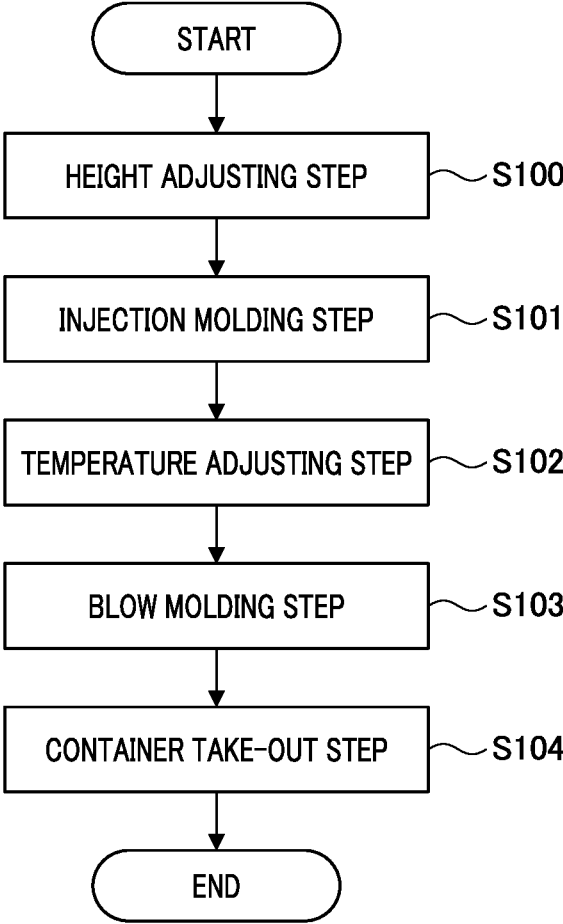 START
HEIGHT ADJUSTING STEP
S100
INJECTION MOLDING STEP
S101
TEMPERATURE ADJUSTING STEP
S102
BLOW MOLDING STEP
S103
CONTAINER TAKE-OUT STEP
S104
END